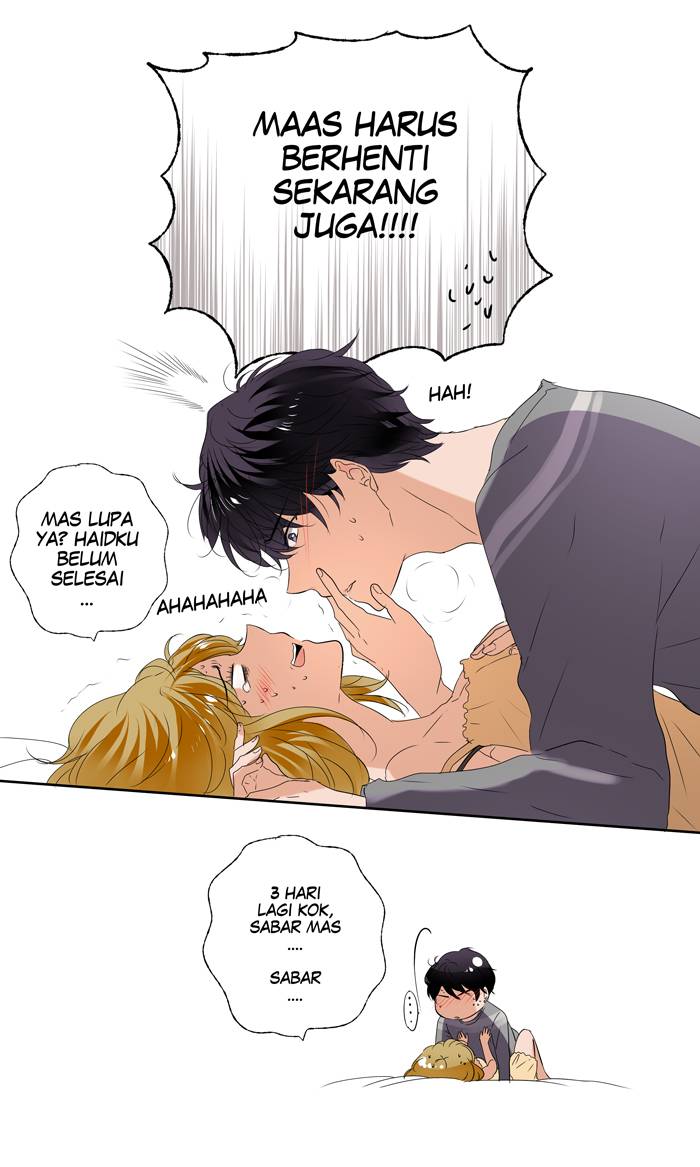 MAAS HARUS
BERHENTI
SEKARANG
JUGA!!!!
HAH!
MAS LUPA
YA? HAIDKU
BELUM
SELESAI
...
AHAHAHAHA
3 HARI
LAGI KOK,
SABAR MAS
....
SABAR
....
....